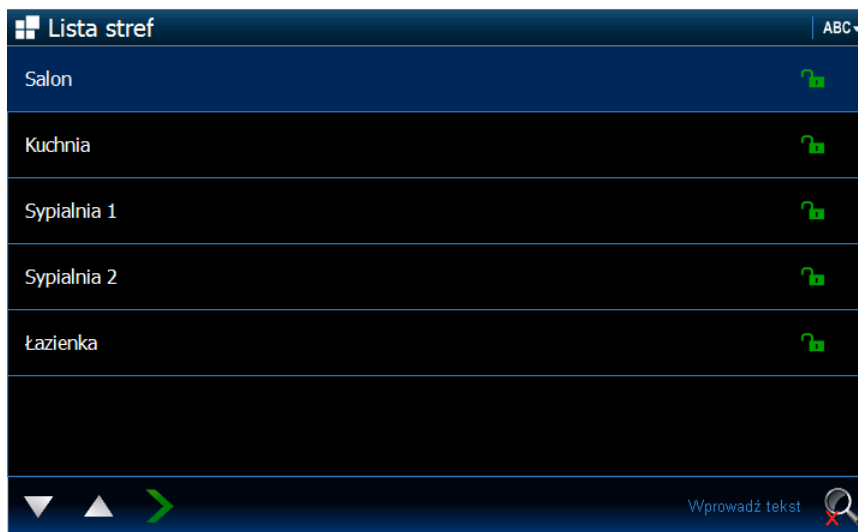 Lista stref
ABC
Salon
Kuchnia
Sypialnia 1
Sypialnia 2
Łazienka
Wprowadź tekst